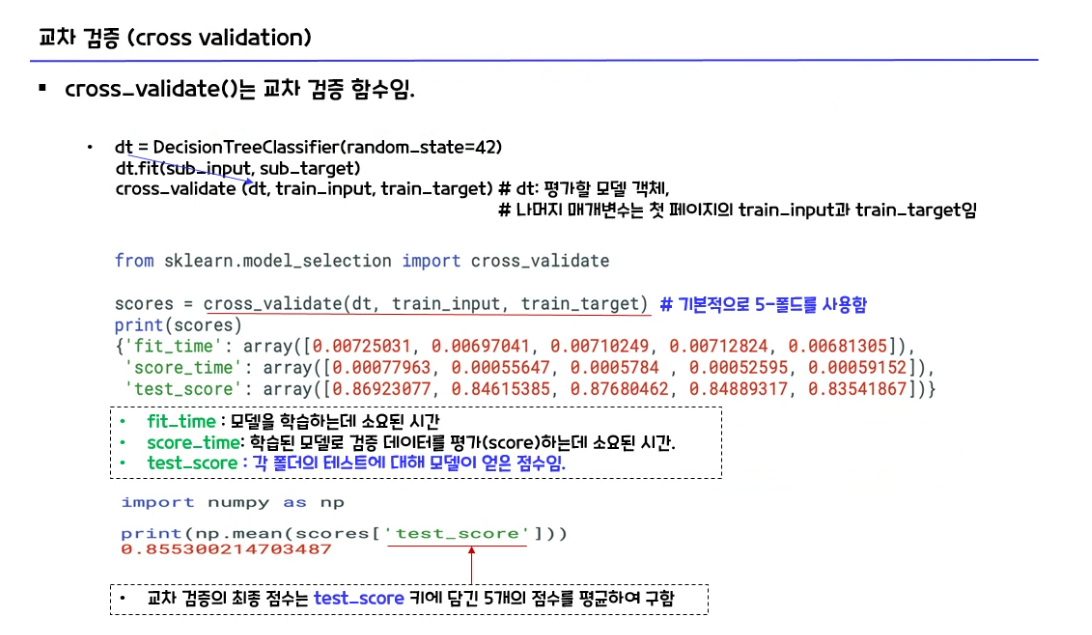 교차 검증 (cross validation)
▪ cross_validate()는 교차 검증 함수임.
• dt = DecisionTreeClassifier(random_state=42)
dt.fit(sub_input, sub_target)
cross_validate (dt, train_input, train_target) # dt: 평가할 모델 객체,
# 나머지 매개변수는 첫 페이지의 train_input과 train_target임
from sklearn.model_selection import cross_validate
scores = cross_validate(dt, train_input, train_target) # 기본적으로 5-폴드를 사용함
print(scores)
{'fit_time': array([0.00725031, 0.00697041, 0.00710249, 0.00712824, 0.00681305]),
'score_time': array([0.00077963, 0.00055647, 0.0005784 , 0.00052595, 0.00059152]),
'test_score': array([0.86923077, 0.84615385, 0.87680462, 0.84889317, 0.83541867])}
• fit_time : 모델을 학습하는데 소요된 시간
• score_time: 학습된 모델로 검증 데이터를 평가(score)하는데 소요된 시간.
• test_score : 각 폴더의 테스트에 대해 모델이 얻은 점수임.
import numpy as np
print(np.mean(scores['test_score']))
0.855300214703487
• 교차 검증의 최종 점수는 test_score 키에 담긴 5개의 점수를 평균하여 구함